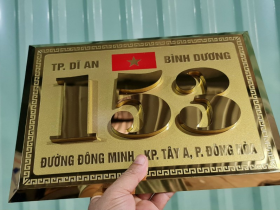 TP. DĨ AN BÌNH DƯƠNG
153
ĐƯỜNG ĐÔNG MINH - KP. TÂY A, P. ĐÔNG HÒA